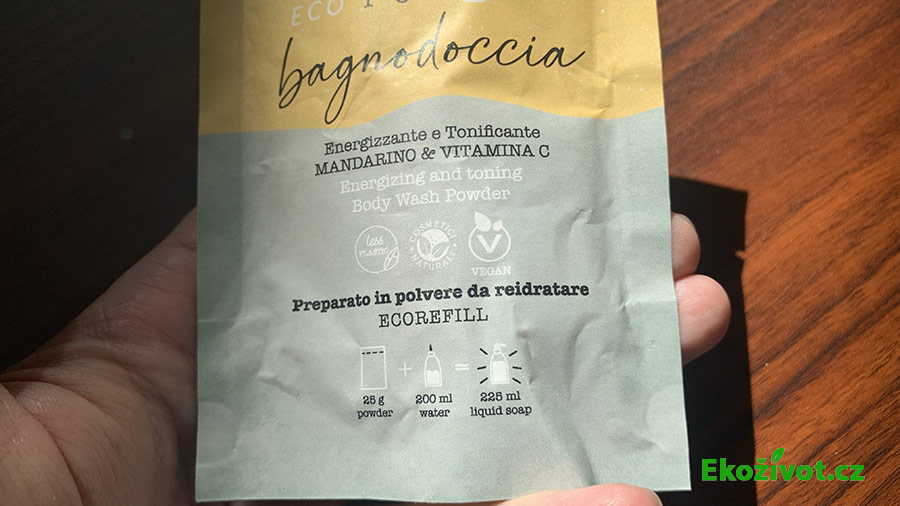 ECO
bagnodoccia
Energizzante e Tonificante
MANDARINO & VITAMINA C
Energizing and toning
Body Wash Powder
less
PLASTIC
COSMETICI
NATURALI
VEGAN
Preparato in polvere da reidratare
ECOREFILL
25 g
powder
+
200 ml
water
=
225 ml
liquid soap
Ekoživot.cz